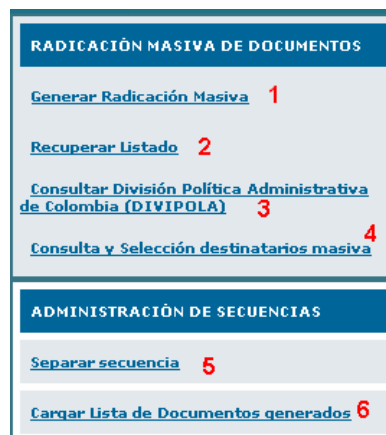 RADICACIÓN MASIVA DE DOCUMENTOS
Generar Radicación Masiva 1
Recuperar Listado 2
Consultar División Política Administrativa
de Colombia (DIVIPOLA) 3
4
Consulta y Selección destinatarios masiva
ADMINISTRACIÓN DE SECUENCIAS
Separar secuencia 5
Cargar Lista de Documentos generados 6